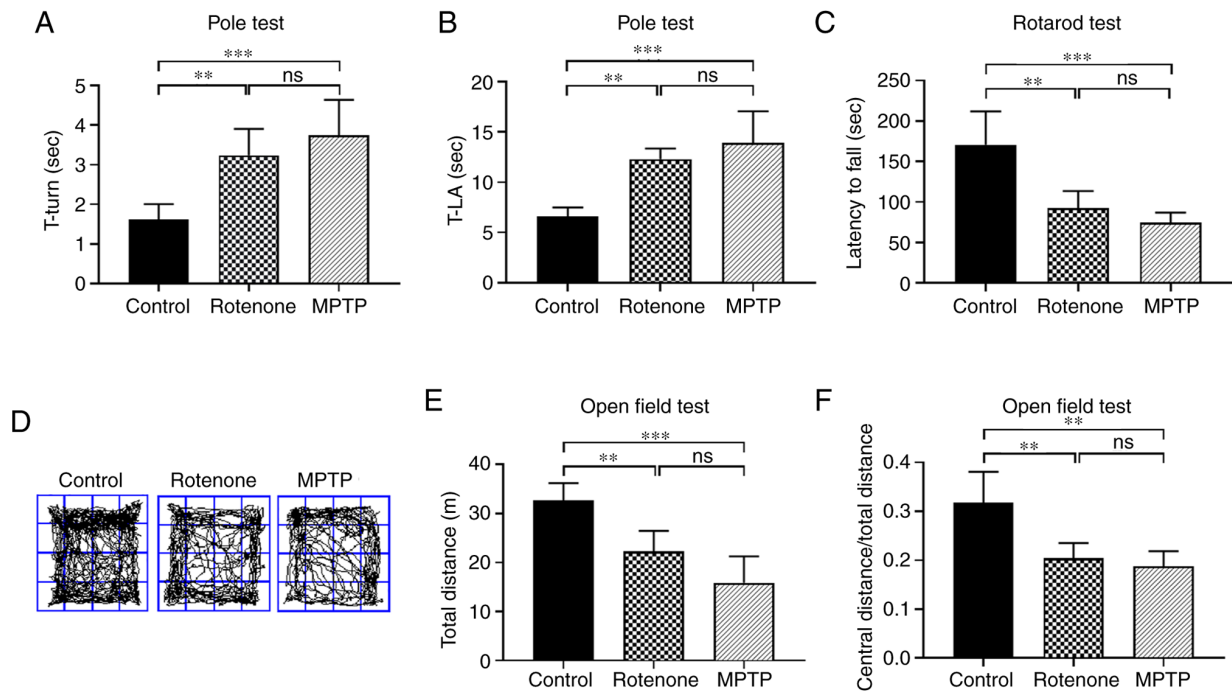 A
Pole test
***
**
ns
T-turn (sec)
5
4
3
2
1
0
Control Rotenone MPTP
B
Pole test
***
**
ns
T-LA (sec)
20
15
10
5
0
Control Rotenone MPTP
C
Rotarod test
***
**
ns
Latency to fall (sec)
250
200
150
100
50
0
Control Rotenone MPTP
D
Control Rotenone MPTP
E
Open field test
***
**
ns
Total distance (m)
40
30
20
10
0
Control Rotenone MPTP
F
Open field test
**
**
ns
Central distance/total distance
0.4
0.3
0.2
0.1
0.0
Control Rotenone MPTP